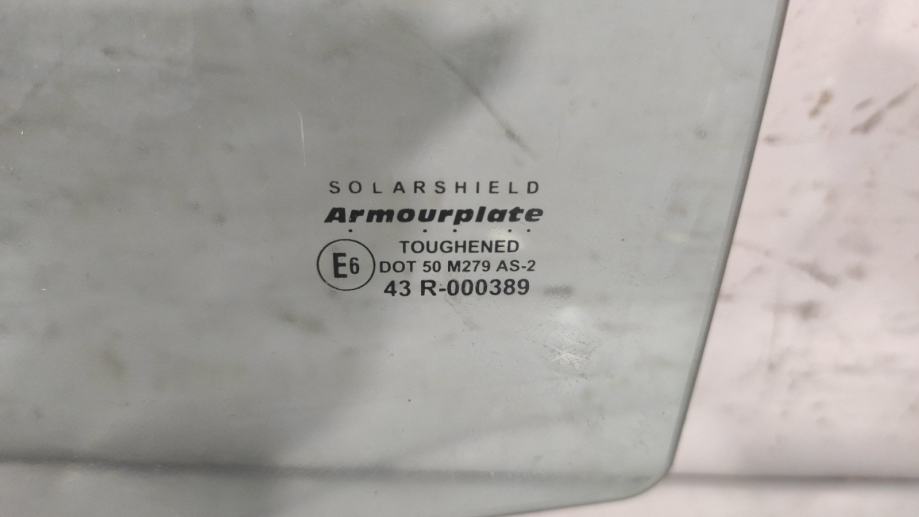 SOLARSHIELD
Armourplate
TOUGHENED
E6
DOT 50 M279 AS-2
43 R-000389